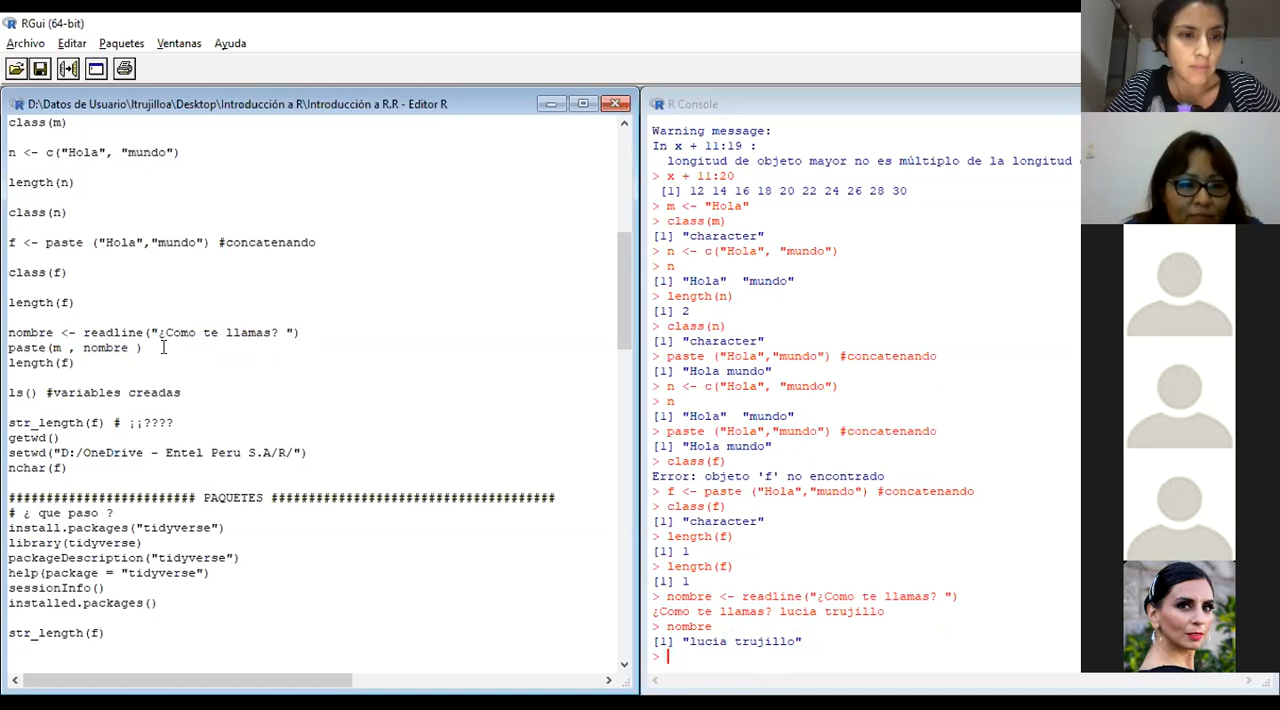 RGui (64-bit)
Archivo Editar Paquetes Ventanas Ayuda
D:\Datos de Usuario\ltrujilloa\Desktop\Introducción a R\Introducción a R.R - Editor R
class(m)
n <- c("Hola", "mundo")
length(n)
class(n)
f <- paste ("Hola","mundo") #concatenando
class(f)
length(f)
nombre <- readline("¿Como te llamas? ")
paste(m , nombre )
length(f)
ls() #variables creadas
str_length(f) # ¡¡????
getwd()
setwd("D:/OneDrive - Entel Peru S.A/R/")
nchar(f)
######################### PAQUETES ######################################
# ¿ que paso ?
install.packages("tidyverse")
library(tidyverse)
packageDescription("tidyverse")
help(package = "tidyverse")
sessionInfo()
installed.packages()
str_length(f)
R Console
Warning message:
In x + 11:19 :
longitud de objeto mayor no es múltiplo de la longitud
> x + 11:20
[1] 12 14 16 18 20 22 24 26 28 30
> m <- "Hola"
> class(m)
[1] "character"
> n <- c("Hola", "mundo")
> n
[1] "Hola" "mundo"
> length(n)
[1] 2
> class(n)
[1] "character"
> paste ("Hola","mundo") #concatenando
[1] "Hola mundo"
> n <- c("Hola", "mundo")
> n
[1] "Hola" "mundo"
> paste ("Hola","mundo") #concatenando
[1] "Hola mundo"
> class(f)
Error: objeto 'f' no encontrado
> f <- paste ("Hola","mundo") #concatenando
> class(f)
[1] "character"
> length(f)
[1] 1
> length(f)
[1] 1
> nombre <- readline("¿Como te llamas? ")
¿Como te llamas? lucia trujillo
> nombre
[1] "lucia trujillo"
>